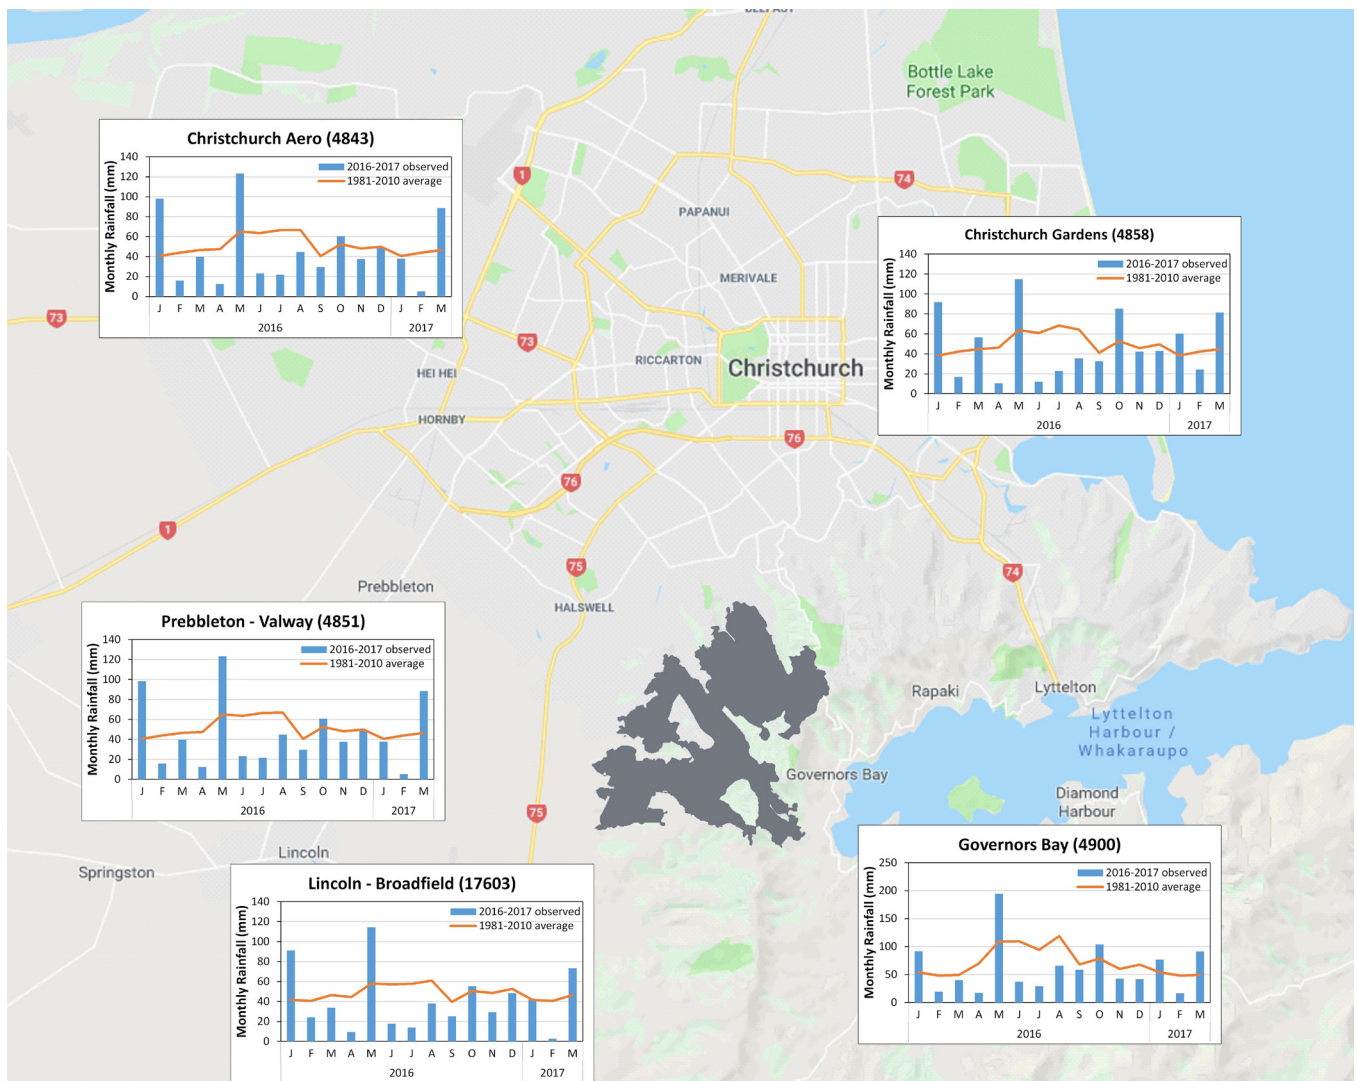 BELFAST
Bottle Lake
Forest Park
1
74
PAPANUI
MERIVALE
73
73
RICCARTON
Christchurch
HEI HEI
HORNBY
76
76
1
75
74
Prebbleton
HALSWELL
Rapaki
Lyttelton
Lyttelton
Harbour /
Whakaraupo
Governors Bay
Diamond
Harbour
75
Lincoln
Springston
Christchurch Aero (4843)
Monthly Rainfall (mm)
140
120
100
80
60
40
20
0
2016-2017 observed
1981-2010 average
J F M A M J J A S O N D J F M
2016 2017
Christchurch Gardens (4858)
Monthly Rainfall (mm)
140
120
100
80
60
40
20
0
2016-2017 observed
1981-2010 average
J F M A M J J A S O N D J F M
2016 2017
Prebbleton - Valway (4851)
Monthly Rainfall (mm)
140
120
100
80
60
40
20
0
2016-2017 observed
1981-2010 average
J F M A M J J A S O N D J F M
2016 2017
Lincoln - Broadfield (17603)
Monthly Rainfall (mm)
140
120
100
80
60
40
20
0
2016-2017 observed
1981-2010 average
J F M A M J J A S O N D J F M
2016 2017
Governors Bay (4900)
Monthly Rainfall (mm)
250
200
150
100
50
0
2016-2017 observed
1981-2010 average
J F M A M J J A S O N D J F M
2016 2017